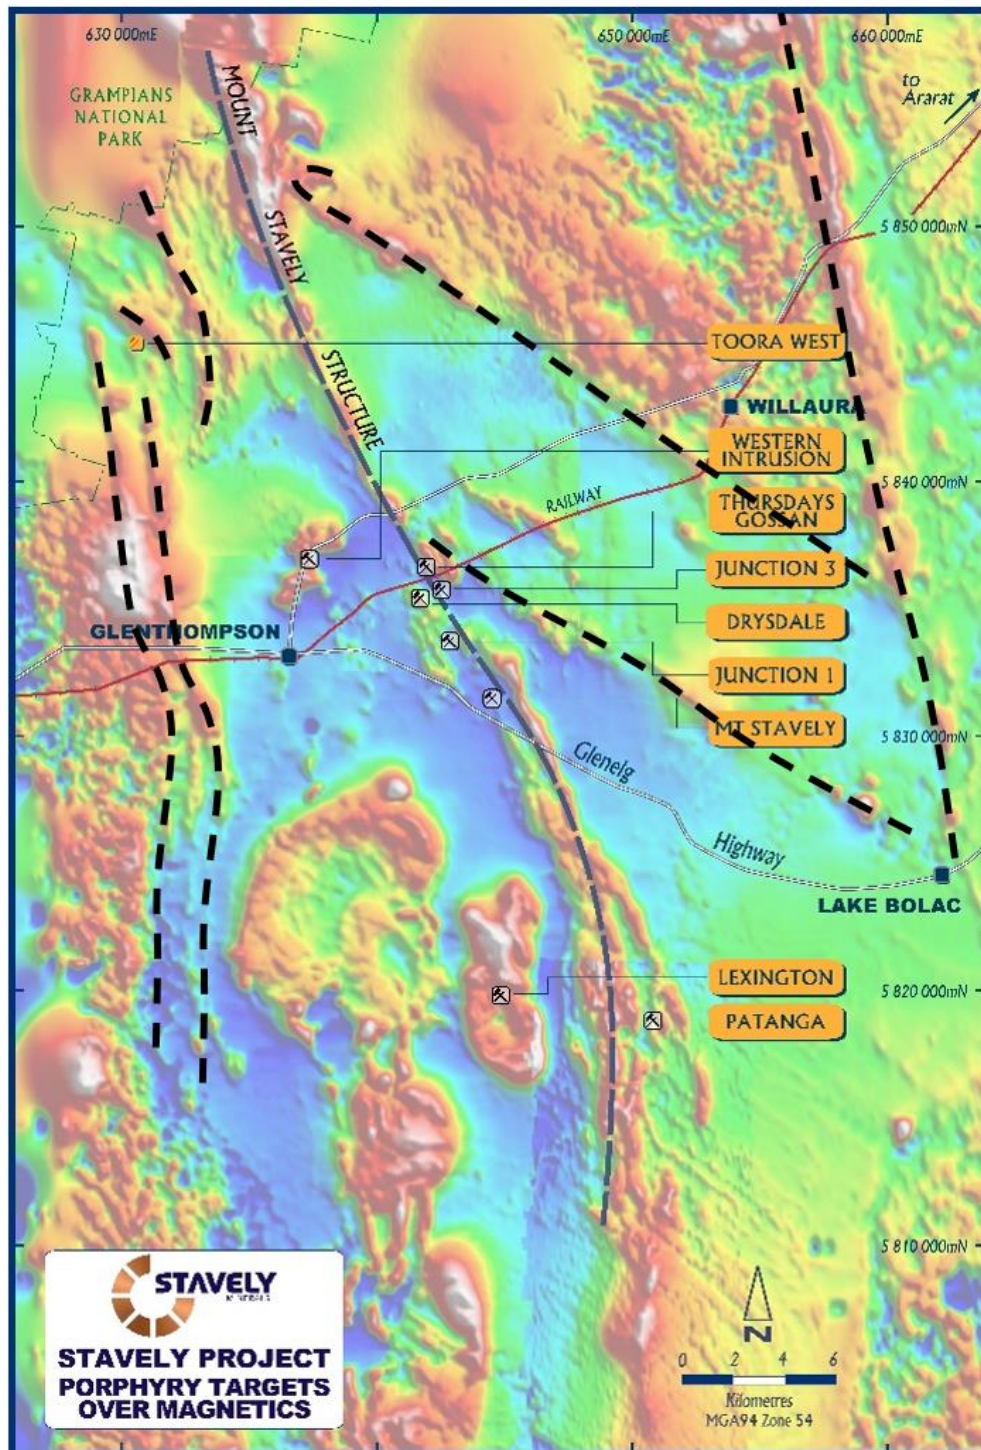 630 000mE
650 000mE
660 000mE
to
Ararat
GRAMPIANS
NATIONAL
PARK
MOUNT
STAVELY
STRUCTURE
5 850 000mN
TOORA WEST
WILLAURA
WESTERN
INTRUSION
5 840 000mN
RAILWAY
THURSDAYS
GOSSAN
JUNCTION 3
DRYSDALE
GLENTHOMPSON
JUNCTION 1
MT STAVELY
5 830 000mN
Glenelg
Highway
LAKE BOLAC
LEXINGTON
5 820 000mN
PATANGA
5 810 000mN
STAVELY
MINERALS
STAVELY PROJECT
PORPHYRY TARGETS
OVER MAGNETICS
N
0 2 4 6
Kilometres
MGA94 Zone 54